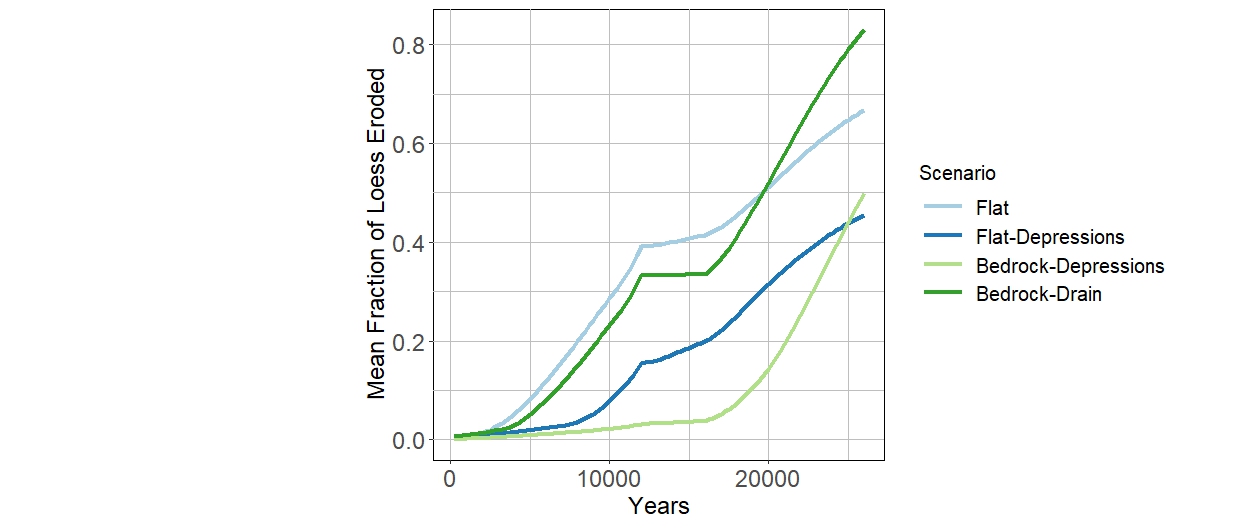 Mean Fraction of Loess Eroded
0.8
0.6
0.4
0.2
0.0
0 10000 20000
Years
Scenario
Flat
Flat-Depressions
Bedrock-Depressions
Bedrock-Drain